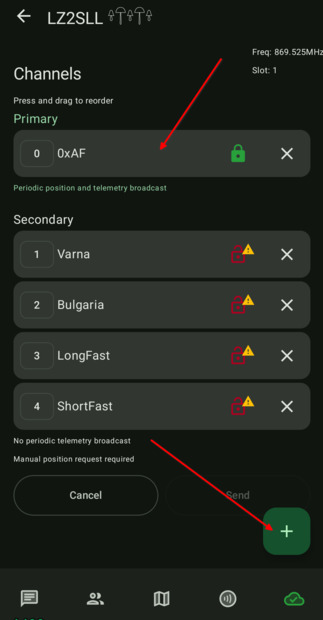 LZ2SLL
Freq: 869.525MHz
Slot: 1
Channels
Press and drag to reorder
Primary
0 0xAF
Periodic position and telemetry broadcast
Secondary
1 Varna
2 Bulgaria
3 LongFast
4 ShortFast
No periodic telemetry broadcast
Manual position request required
Cancel Send